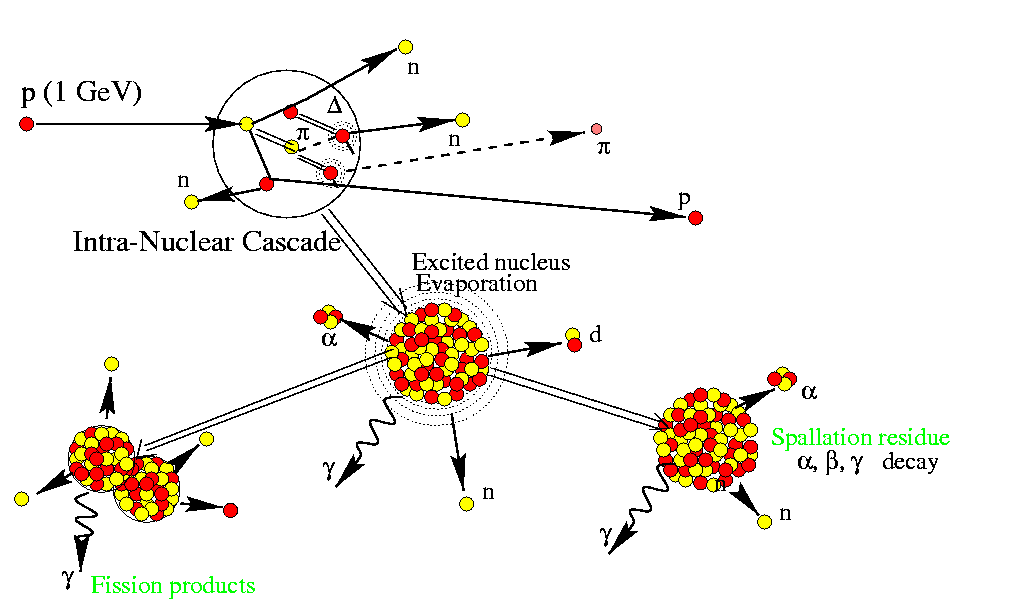 n
p (1 GeV)
Δ
π
n
π
n
p
Intra-Nuclear Cascade
Excited nucleus
Evaporation
α
d
α
Spallation residue
α, β, γ decay
γ
n
n
n
γ
γ
Fission products